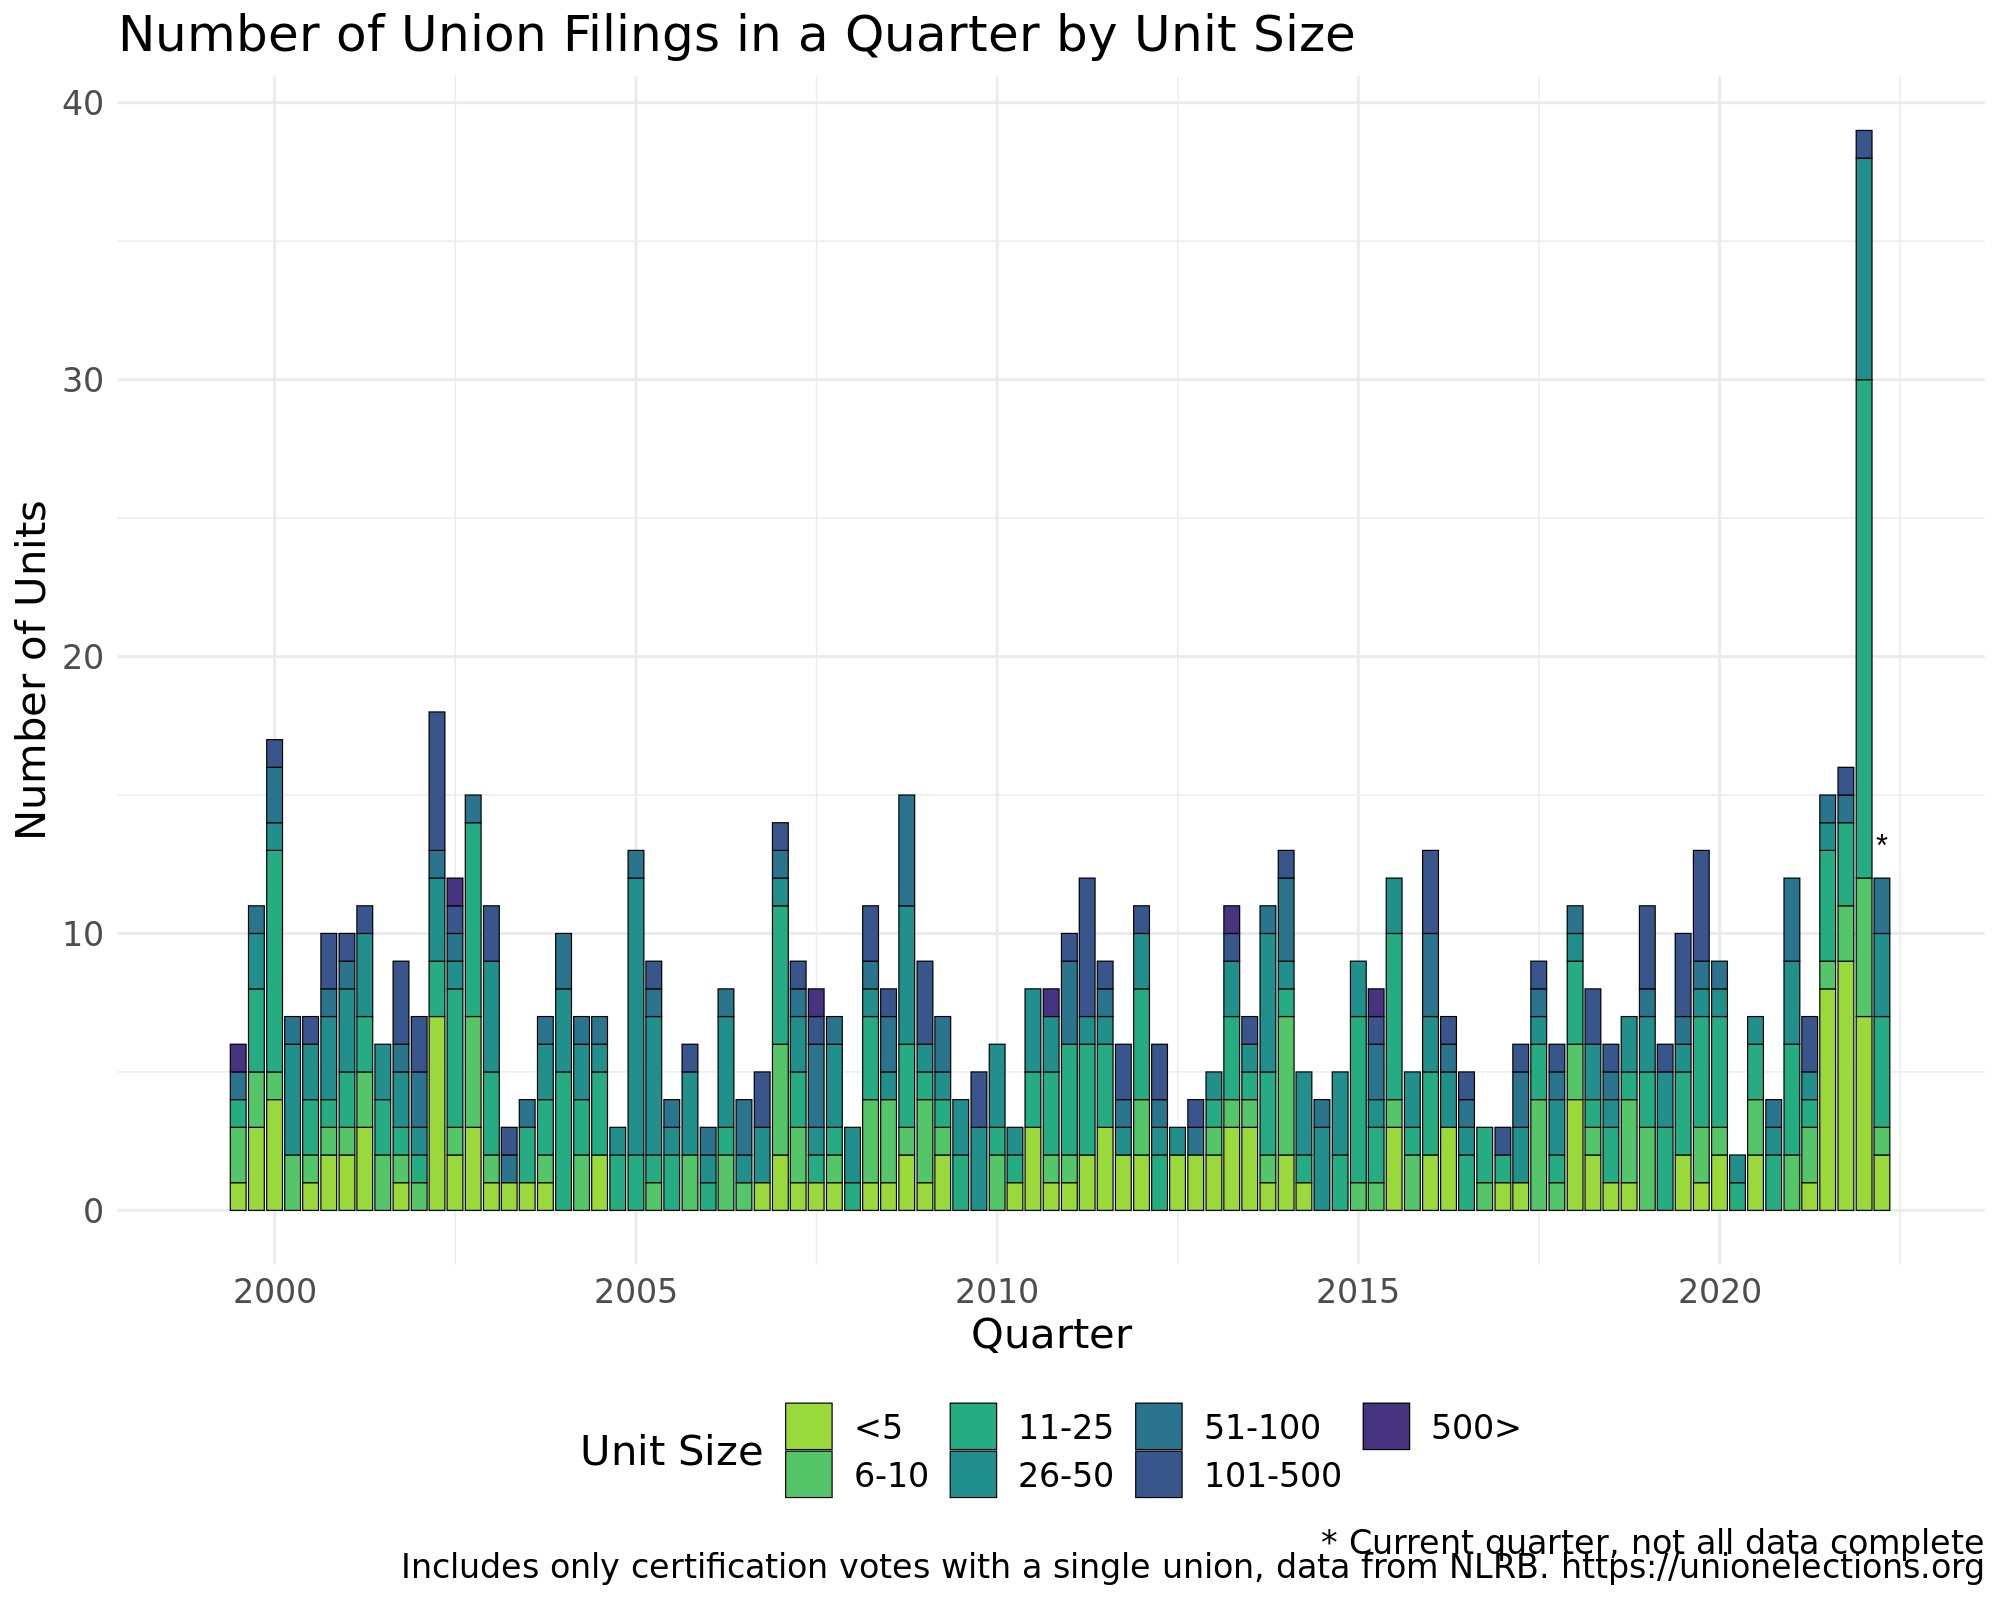 Number of Union Filings in a Quarter by Unit Size
40
30
20
10
0
Number of Units
*
2000 2005 2010 2015 2020
Quarter
Unit Size
<5 11-25 51-100 500>
6-10 26-50 101-500
* Current quarter, not all data complete
Includes only certification votes with a single union, data from NLRB. https://unionelections.org